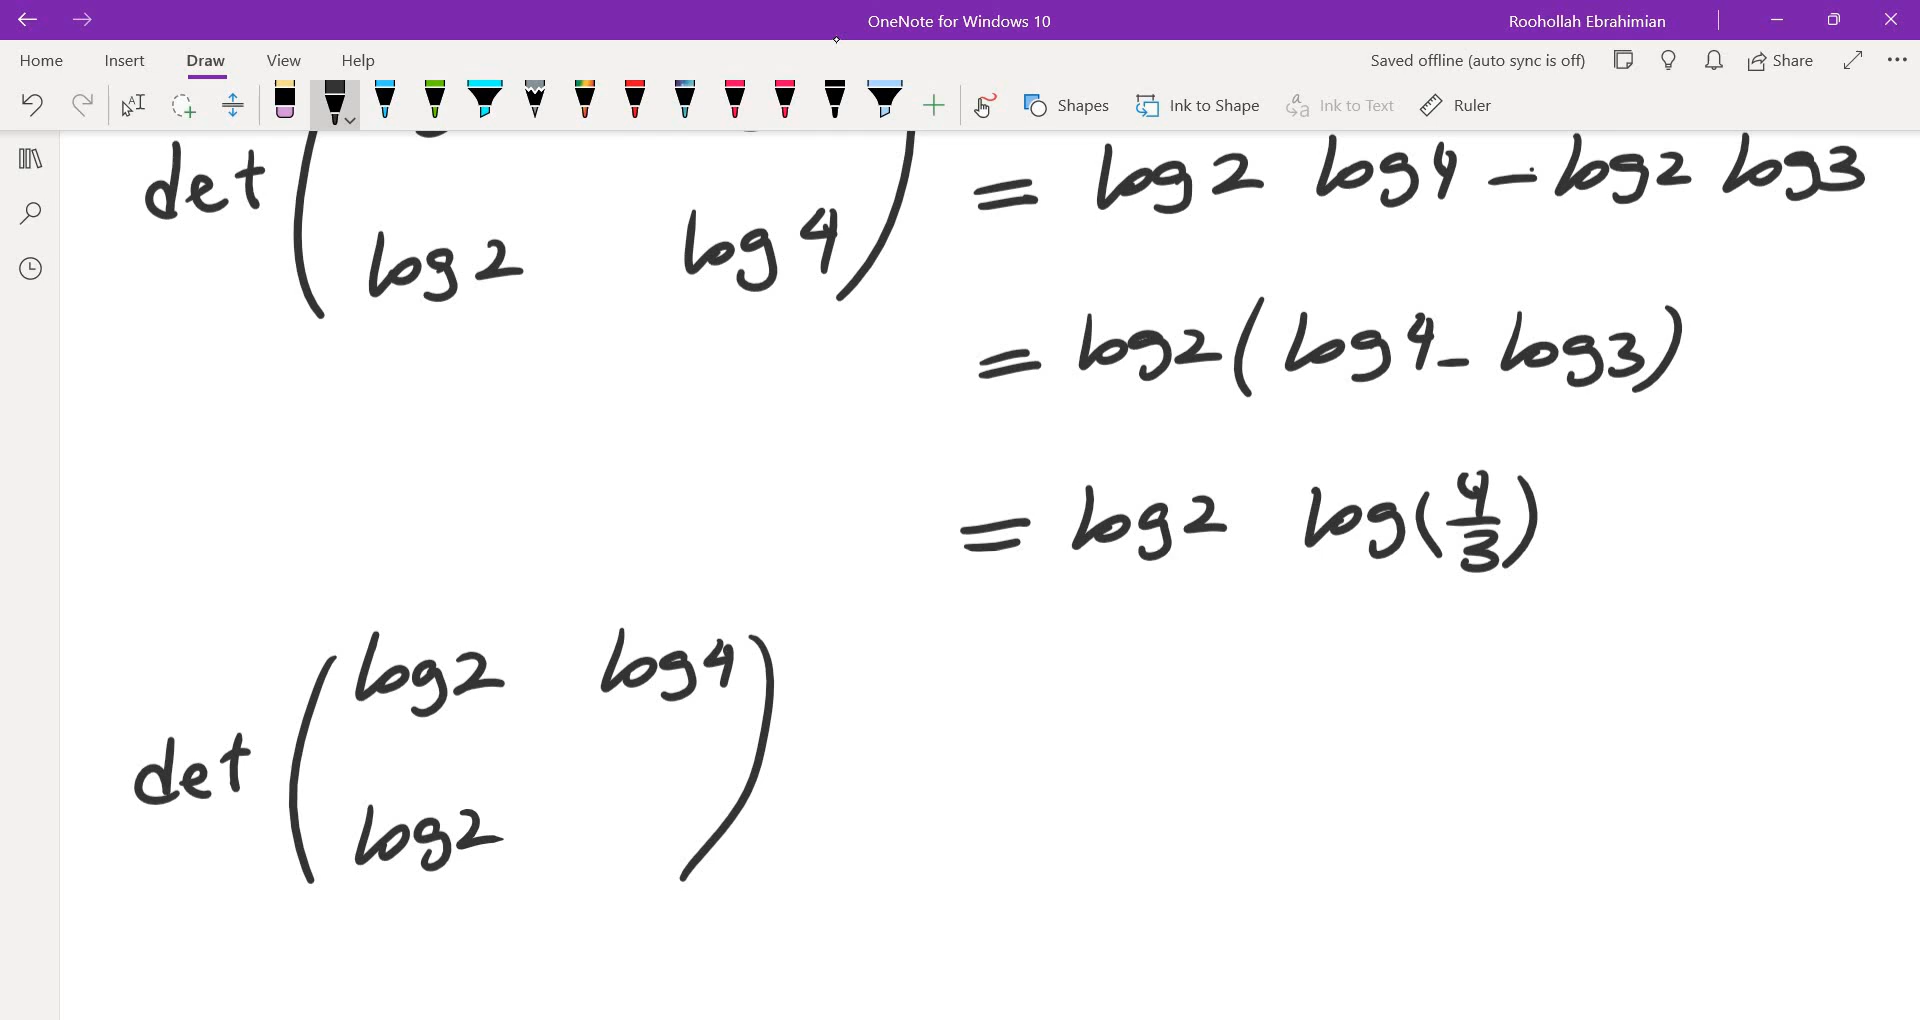 OneNote for Windows 10
Roohollah Ebrahimian
Home Insert Draw View Help
Saved offline (auto sync is off) Share
Shapes Ink to Shape Ink to Text Ruler
det ( log 2 log 4 ) = log 2 log 4 - log 2 log 3
= log 2 ( log 4 - log 3 )
= log 2 log ( 4/3 )
det ( log 2 log 4
log 2 )